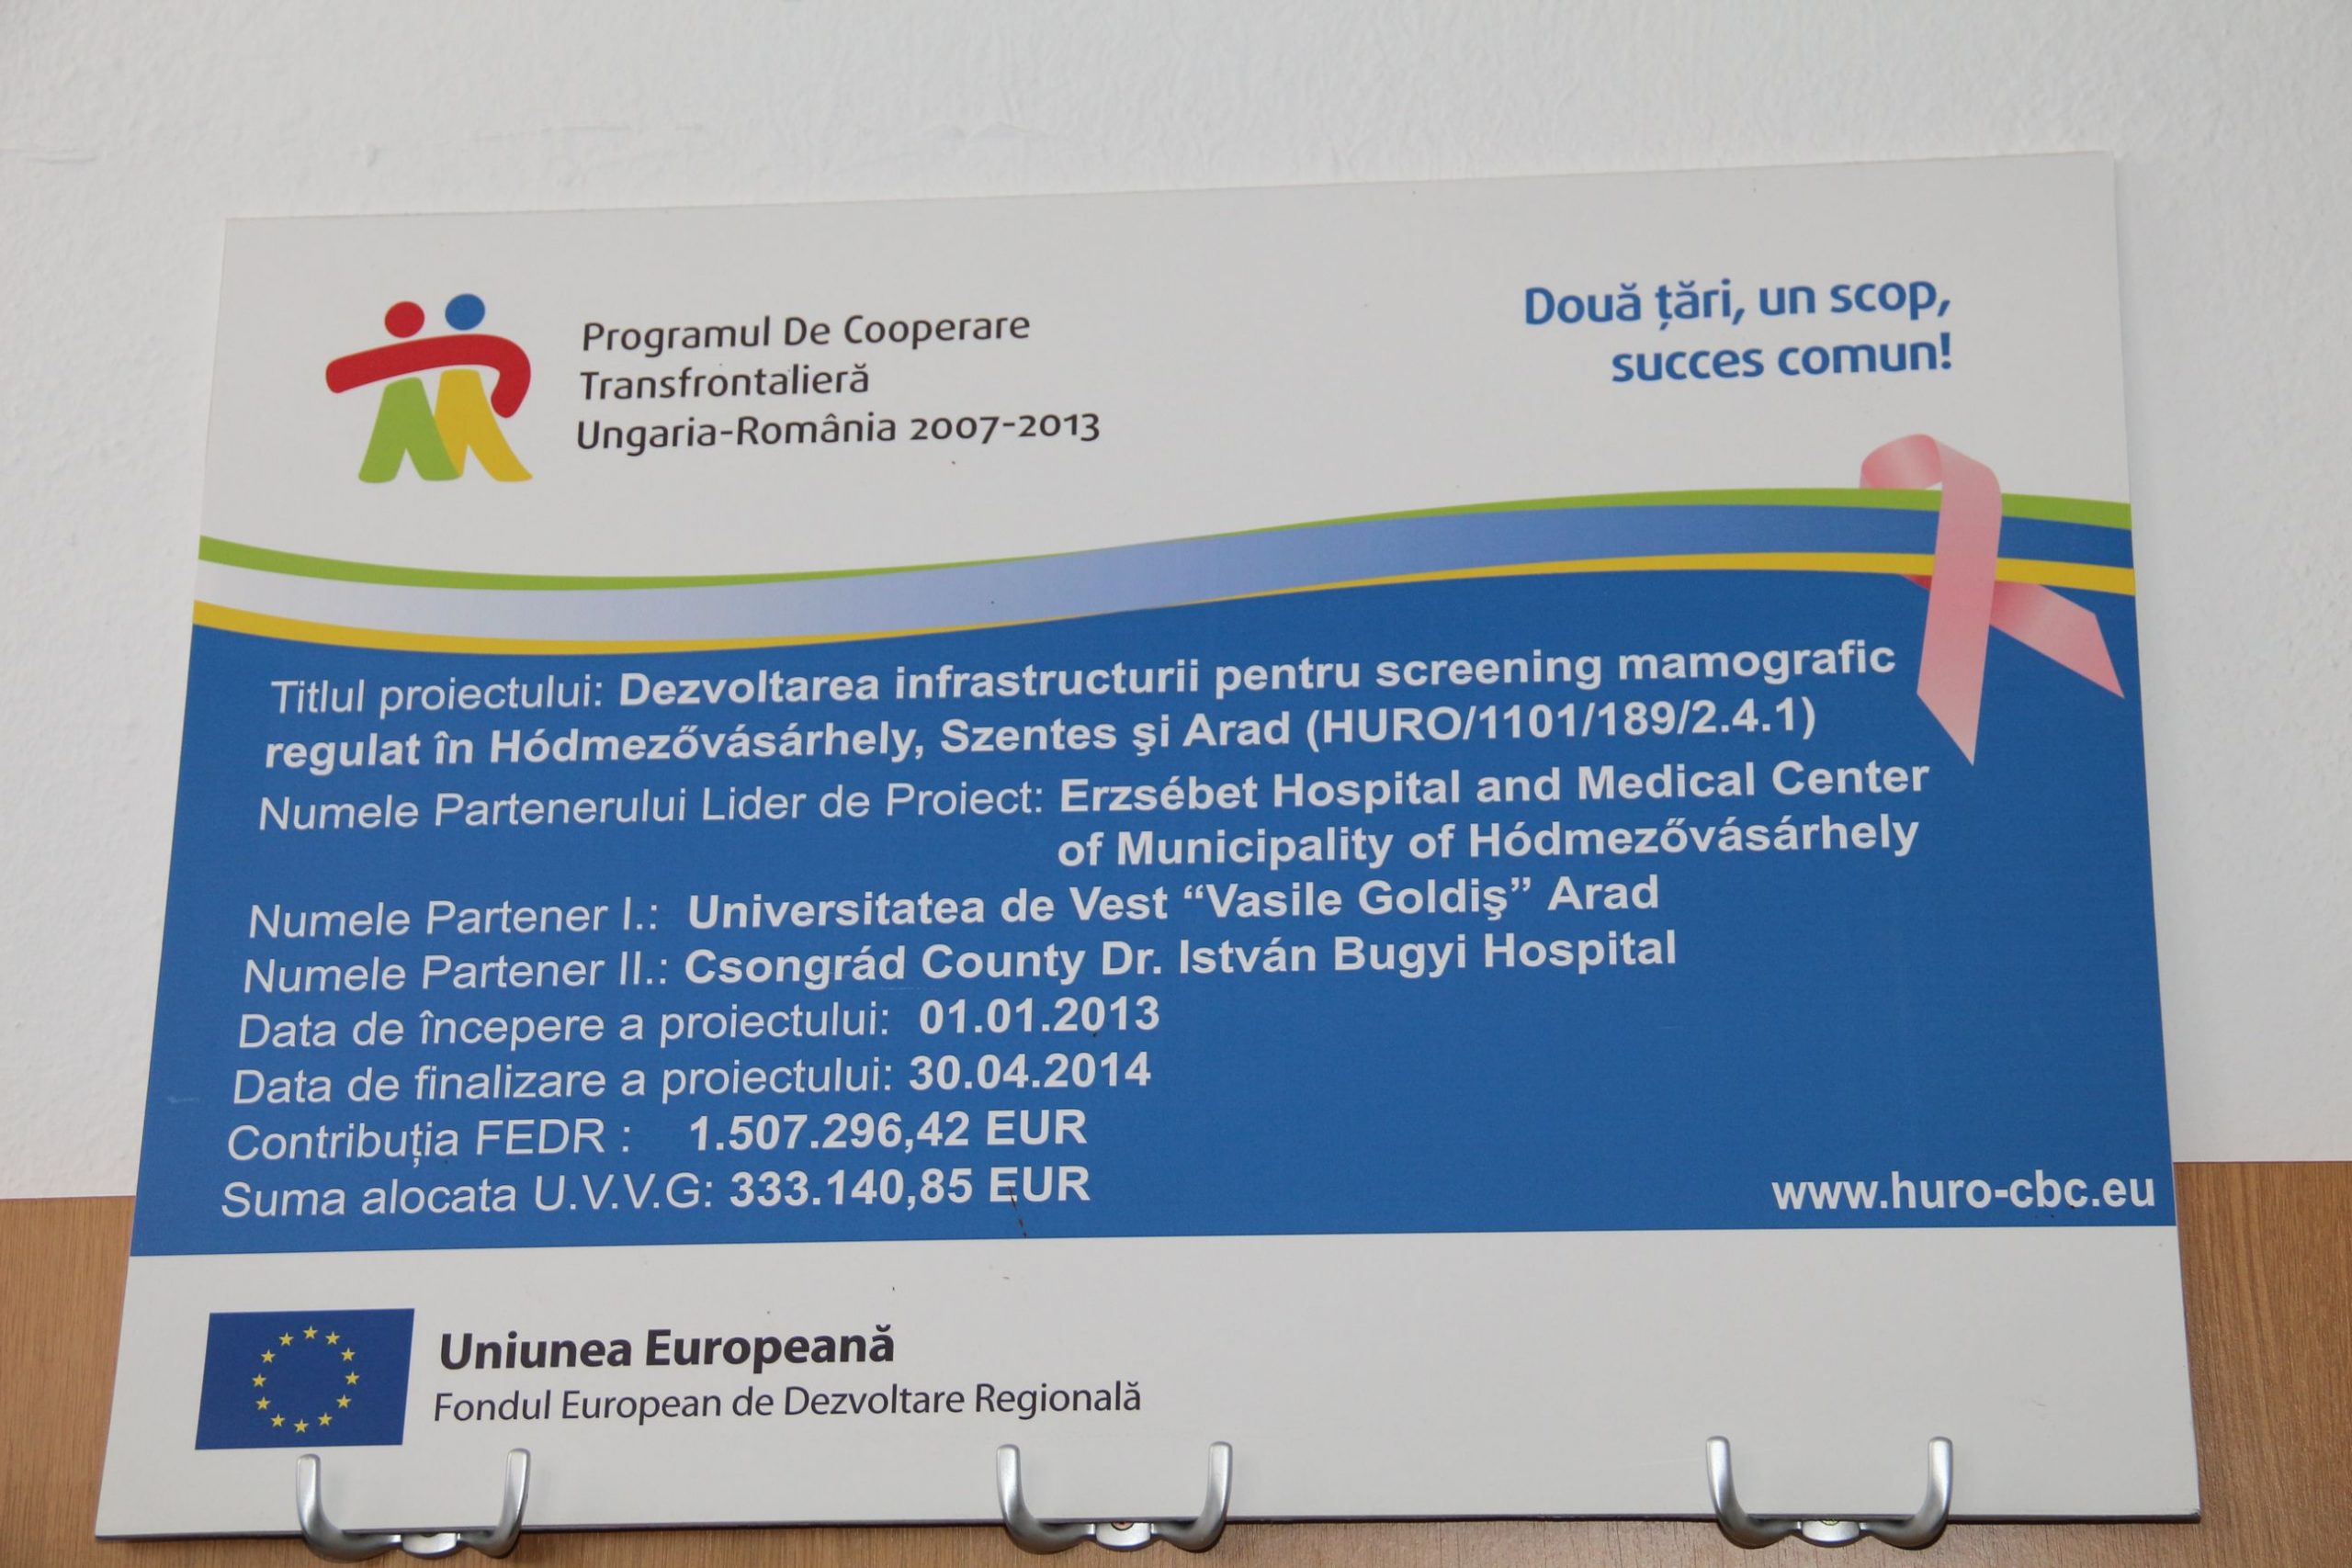 Programul De Cooperare
Transfrontalieră
Ungaria-România 2007-2013
Două țări, un scop,
succes comun!
Titlul proiectului: Dezvoltarea infrastructurii pentru screening mamografic
regulat în Hódmezővásárhely, Szentes şi Arad (HURO/1101/189/2.4.1)
Numele Partenerului Lider de Proiect: Erzsébet Hospital and Medical Center
of Municipality of Hódmezővásárhely
Numele Partener I.: Universitatea de Vest “Vasile Goldiş” Arad
Numele Partener II.: Csongrád County Dr. István Bugyi Hospital
Data de începere a proiectului: 01.01.2013
Data de finalizare a proiectului: 30.04.2014
Contribuția FEDR : 1.507.296,42 EUR
Suma alocata U.V.V.G: 333.140,85 EUR
www.huro-cbc.eu
Uniunea Europeană
Fondul European de Dezvoltare Regională